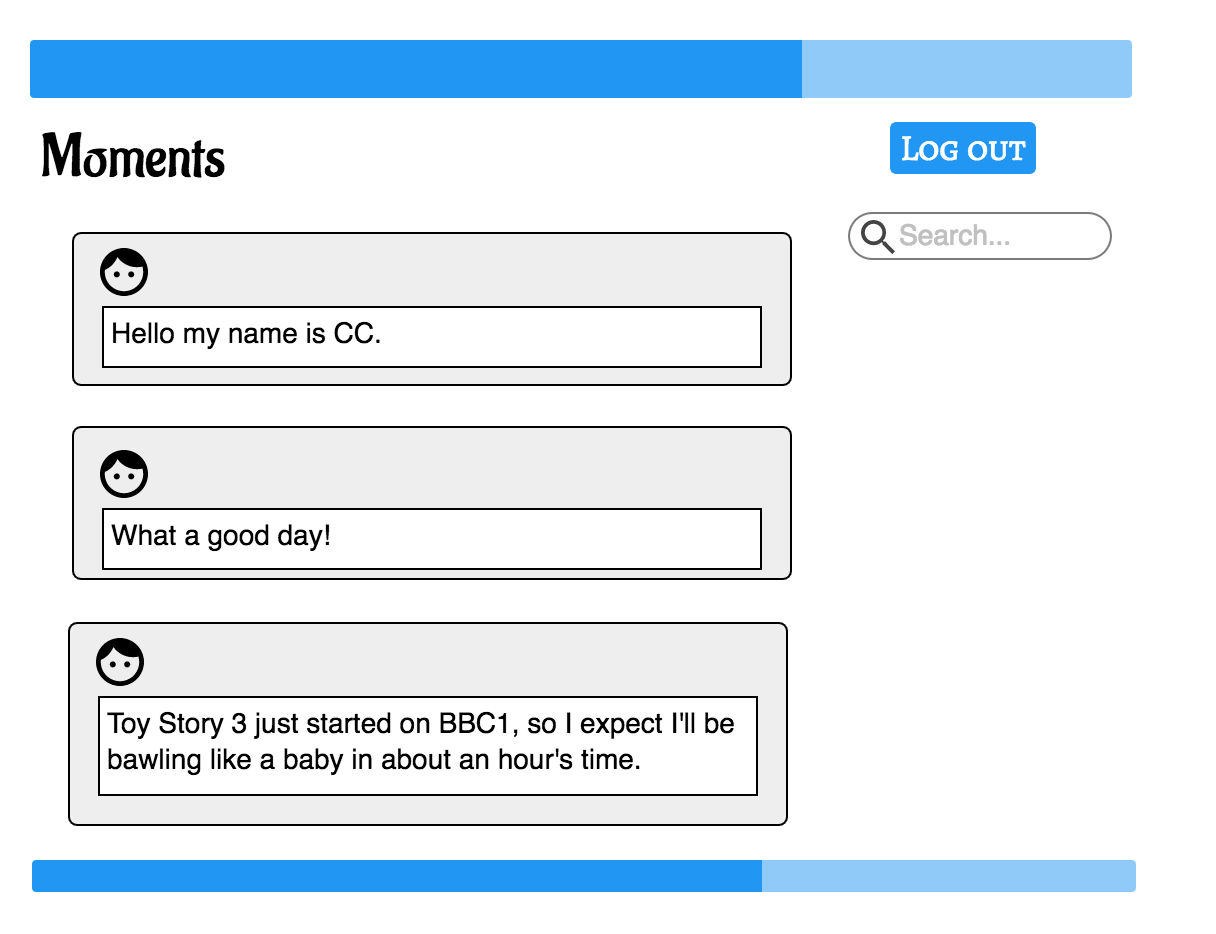 Moments
Log out
Search...
Hello my name is CC.
What a good day!
Toy Story 3 just started on BBC1, so I expect I'll be
bawling like a baby in about an hour's time.